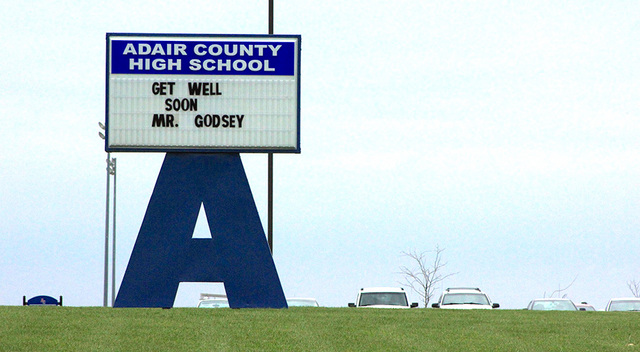 ADAIR COUNTY
HIGH SCHOOL
GET WELL
SOON
MR. GODSEY
A